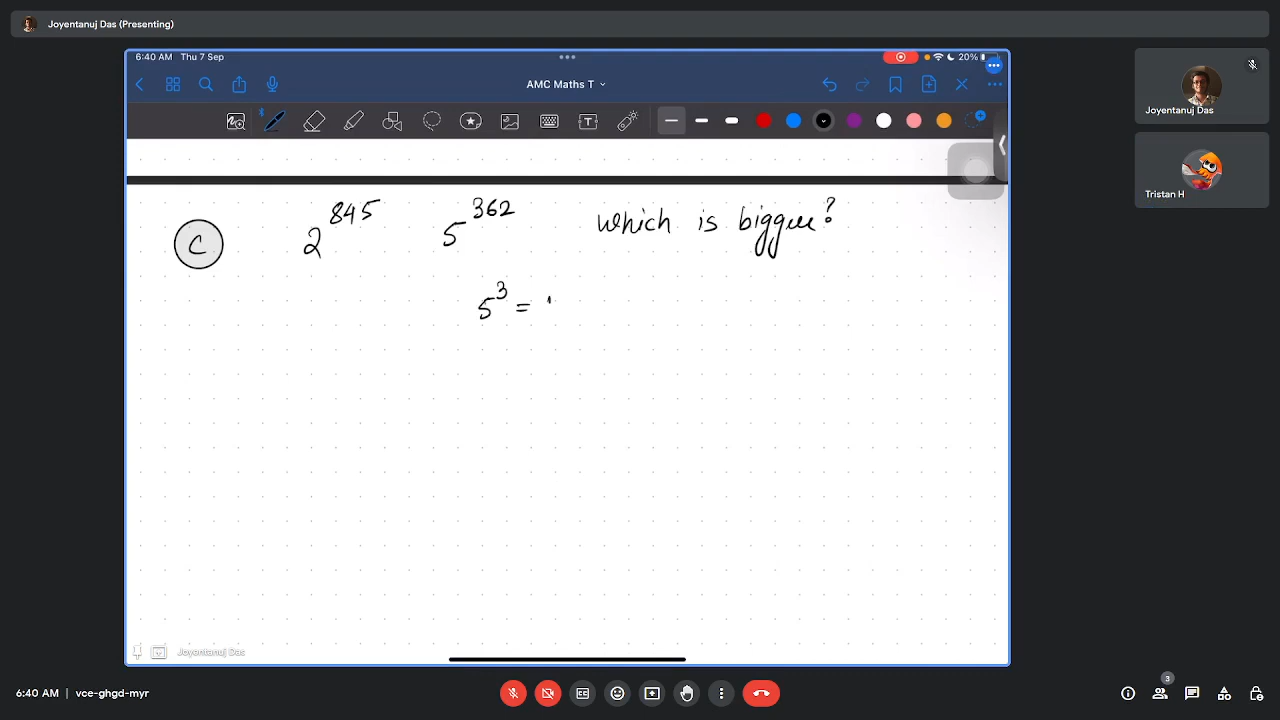 Joyentanuj Das (Presenting)
6:40 AM Thu 7 Sep
20%
AMC Maths T
Joyentanuj Das
Tristan H
C 2^845 5^362 which is bigger?
5^3 =
Joyentanuj Das
6:40 AM | vce-ghgd-myr
3